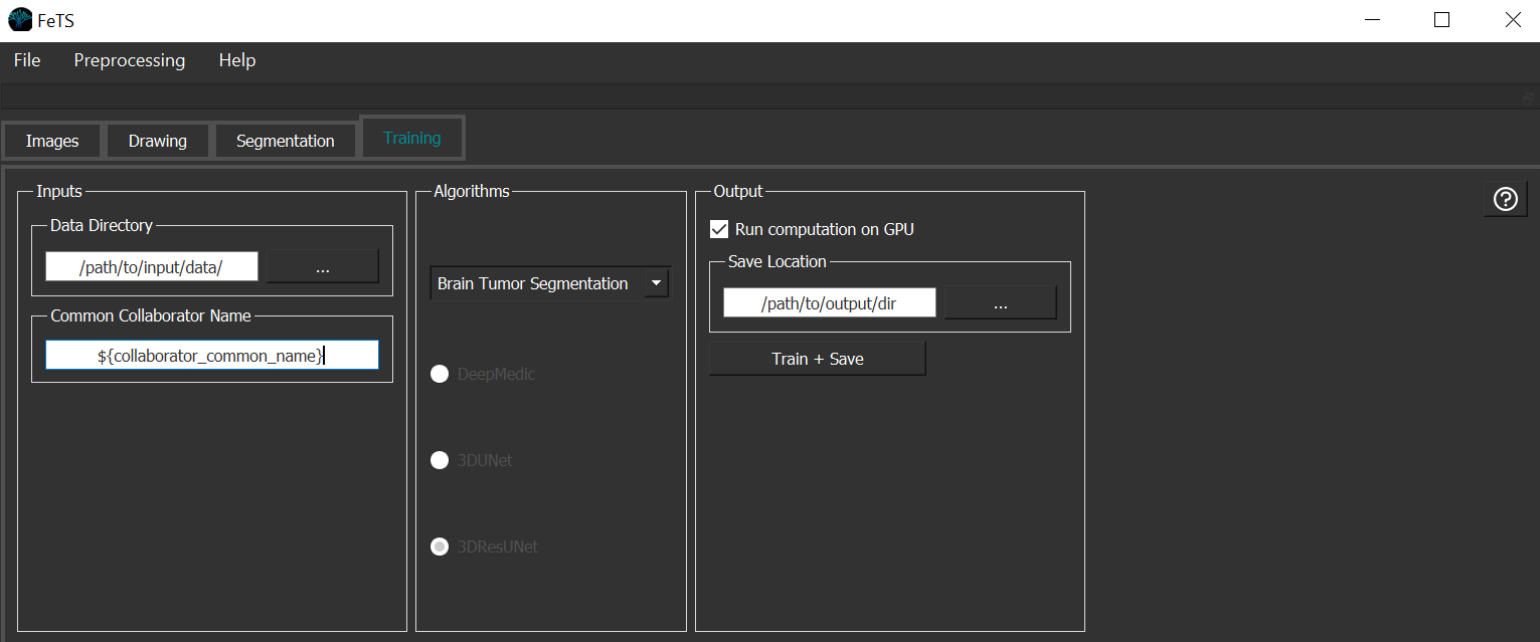 FeTS
File Preprocessing Help
Images Drawing Segmentation Training
Inputs
Data Directory
/path/to/input/data/ ...
Common Collaborator Name
${collaborator_common_name}
Algorithms
Brain Tumor Segmentation
DeepMedic
3DUNet
3DResUNet
Output
Run computation on GPU
Save Location
/path/to/output/dir ...
Train + Save
?